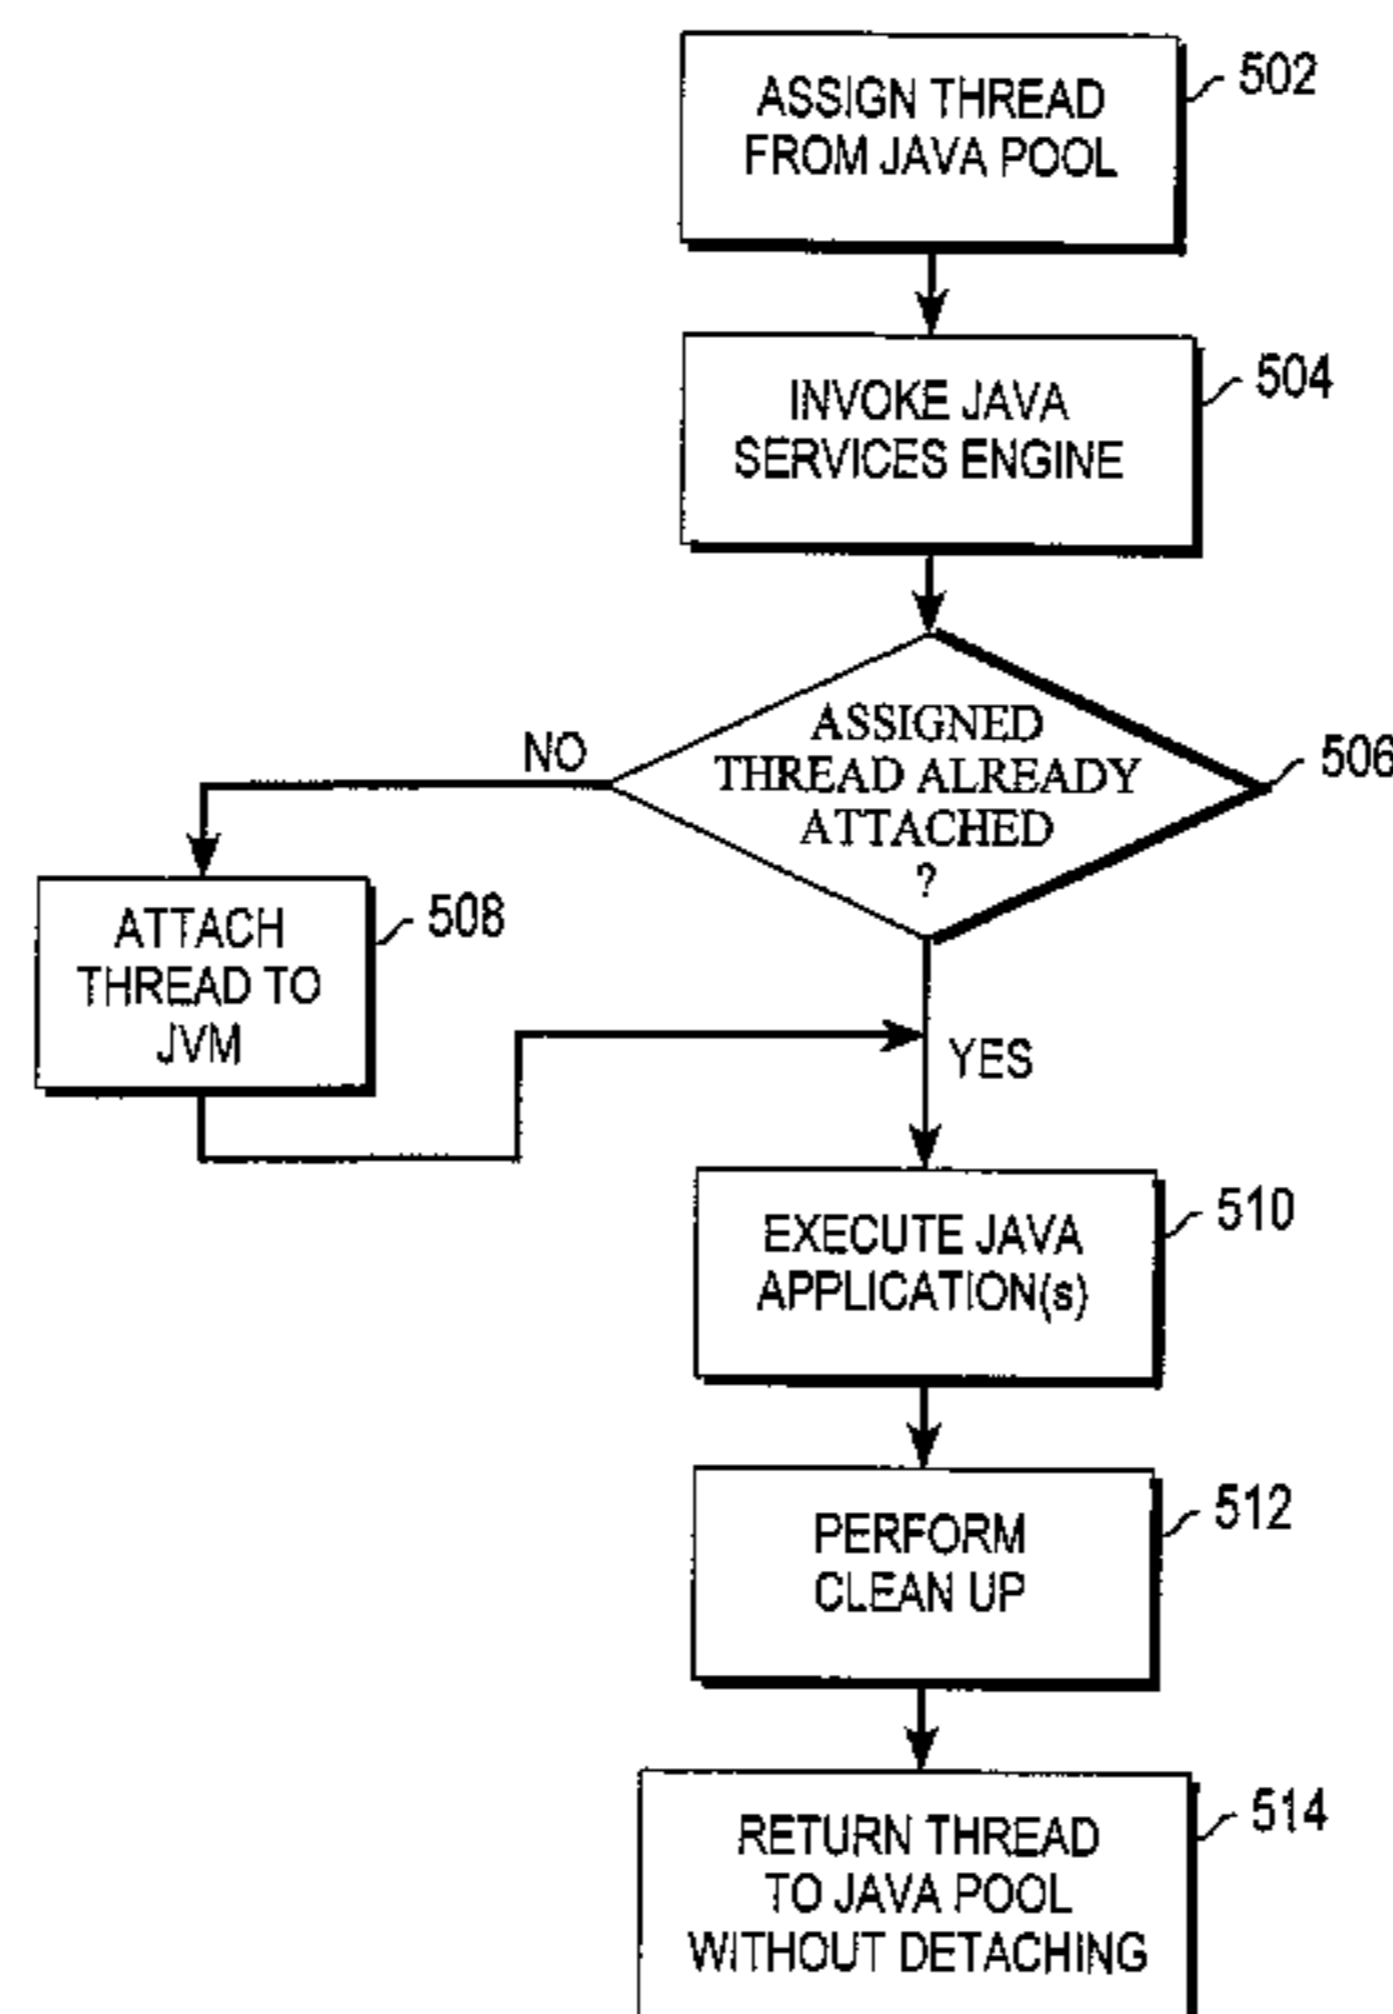 ASSIGN THREAD
FROM JAVA POOL
502
INVOKE JAVA
SERVICES ENGINE
504
ASSIGNED
THREAD ALREADY
ATTACHED
?
506
NO
ATTACH
THREAD TO
JVM
508
YES
EXECUTE JAVA
APPLICATION(s)
510
PERFORM
CLEAN UP
512
RETURN THREAD
TO JAVA POOL
WITHOUT DETACHING
514